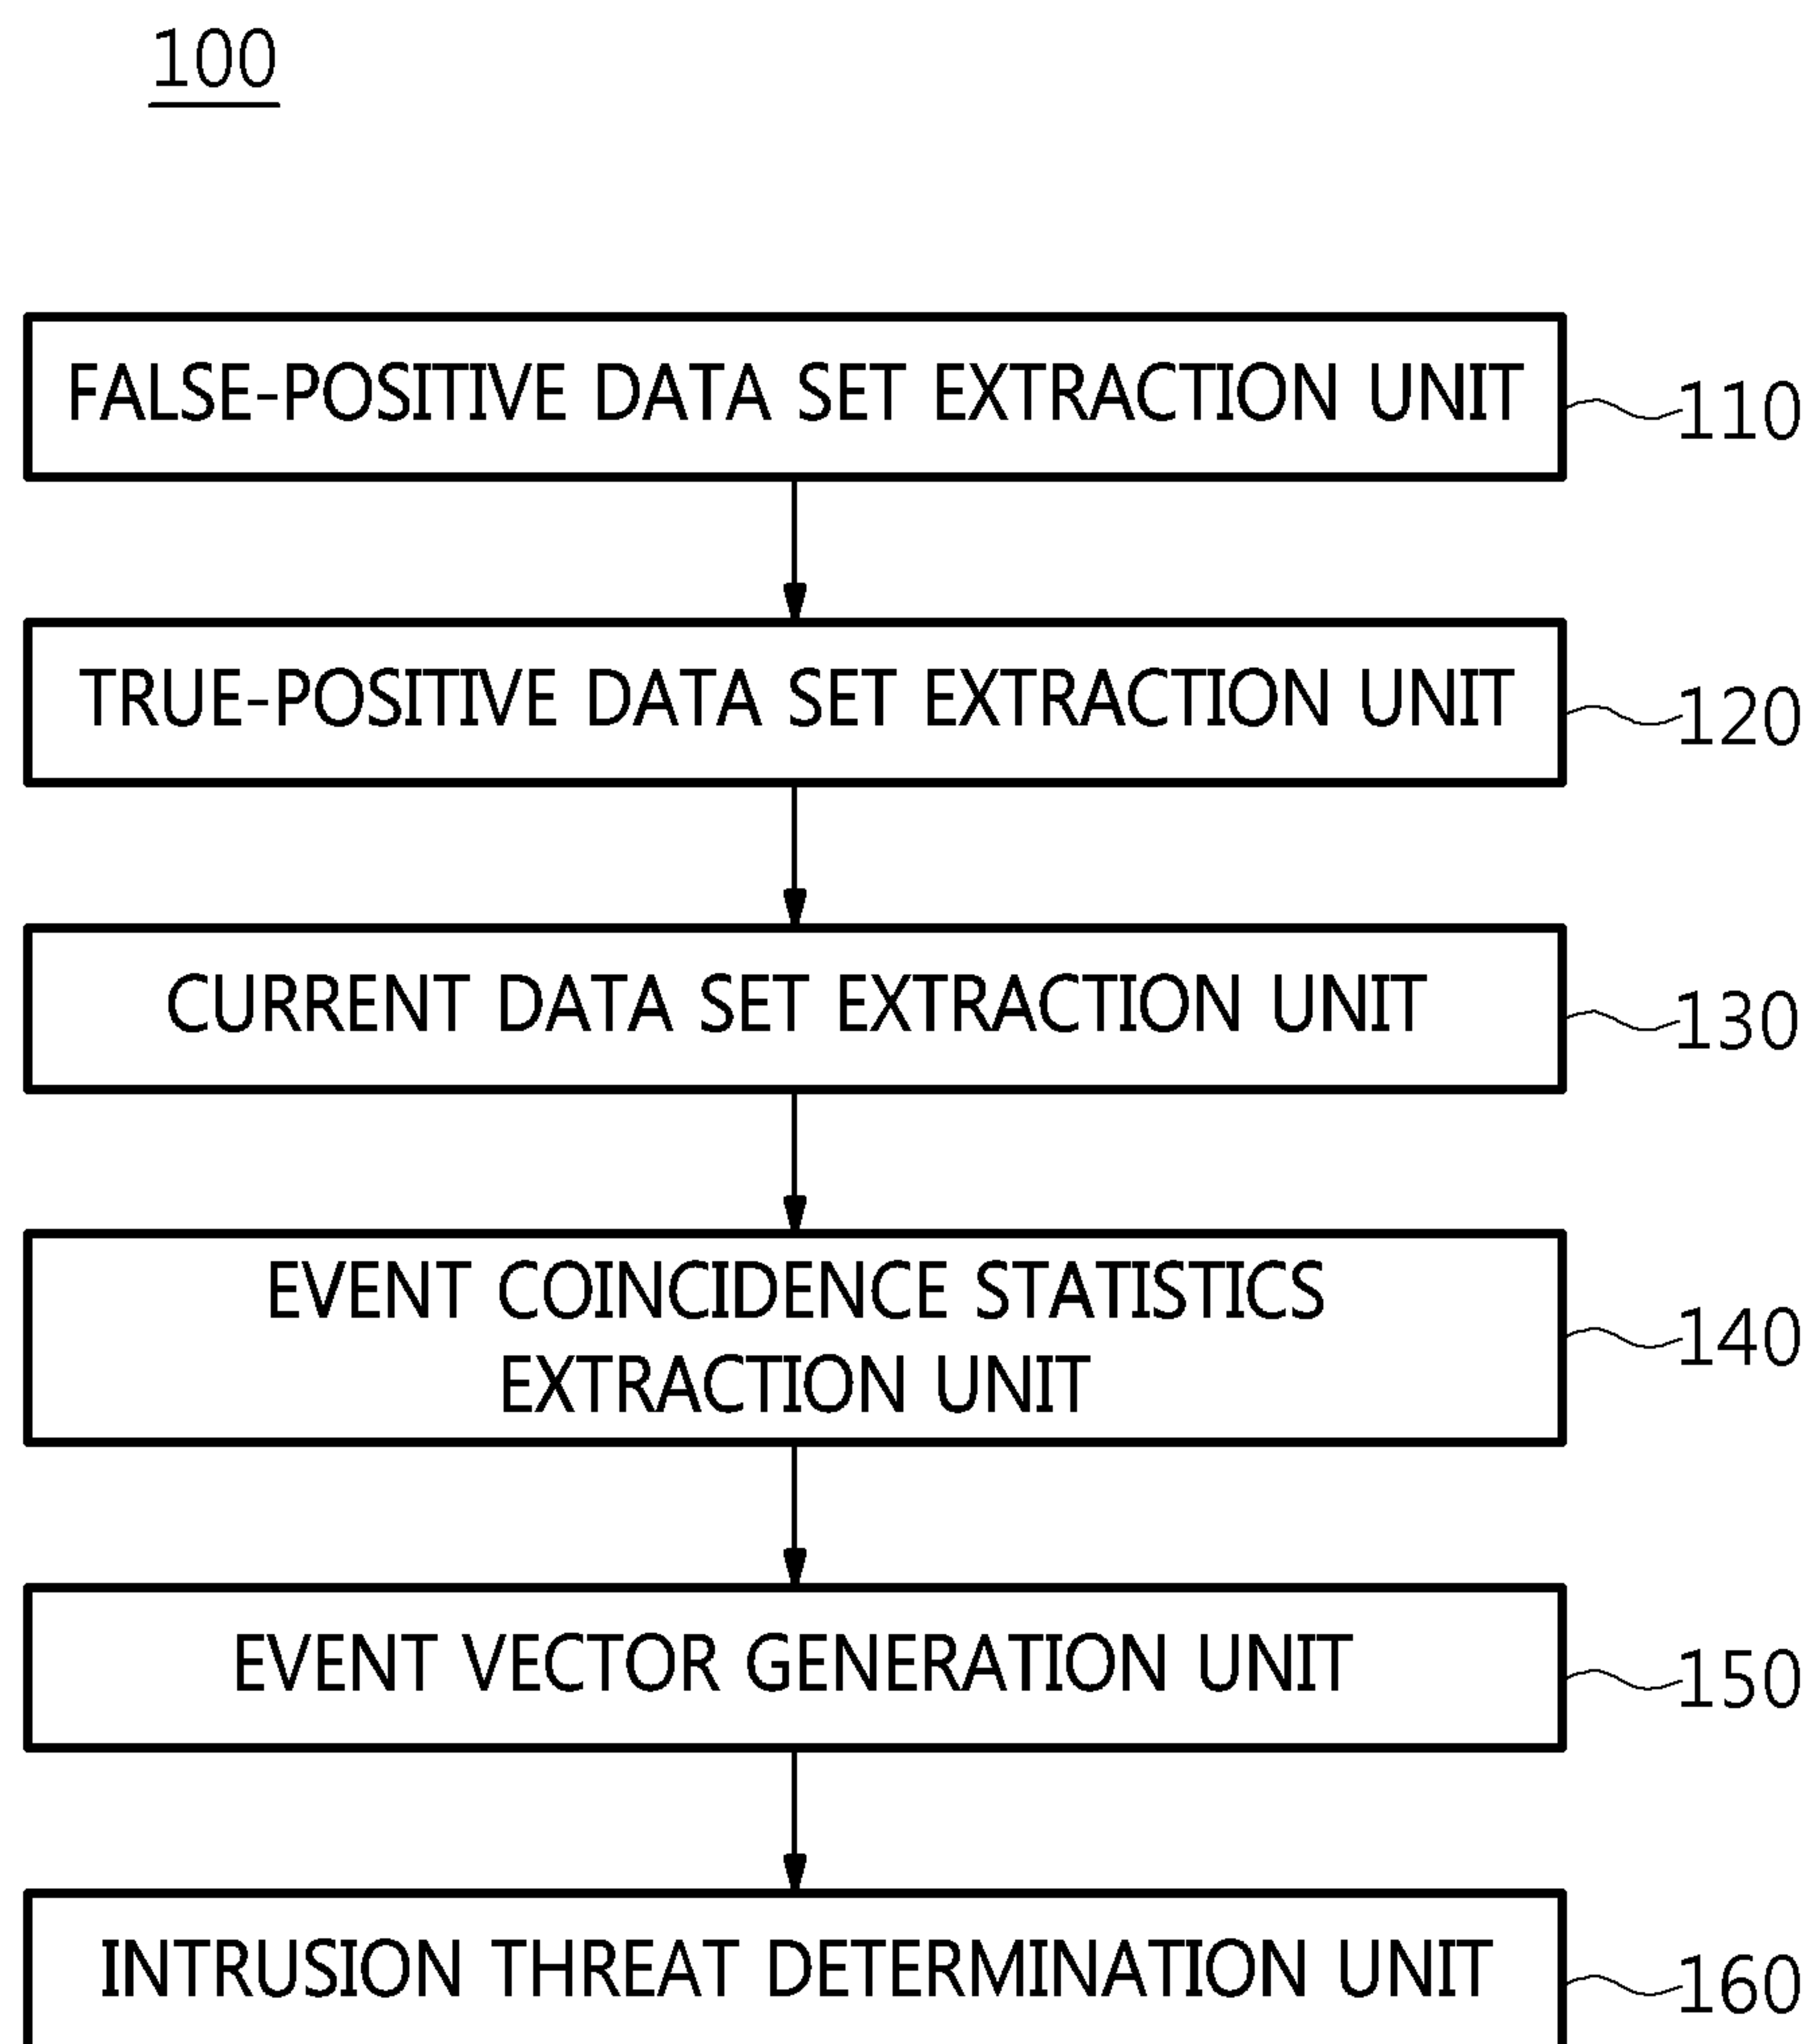 100
FALSE-POSITIVE DATA SET EXTRACTION UNIT
110
TRUE-POSITIVE DATA SET EXTRACTION UNIT
120
CURRENT DATA SET EXTRACTION UNIT
130
EVENT COINCIDENCE STATISTICS
EXTRACTION UNIT
140
EVENT VECTOR GENERATION UNIT
150
INTRUSION THREAT DETERMINATION UNIT
160